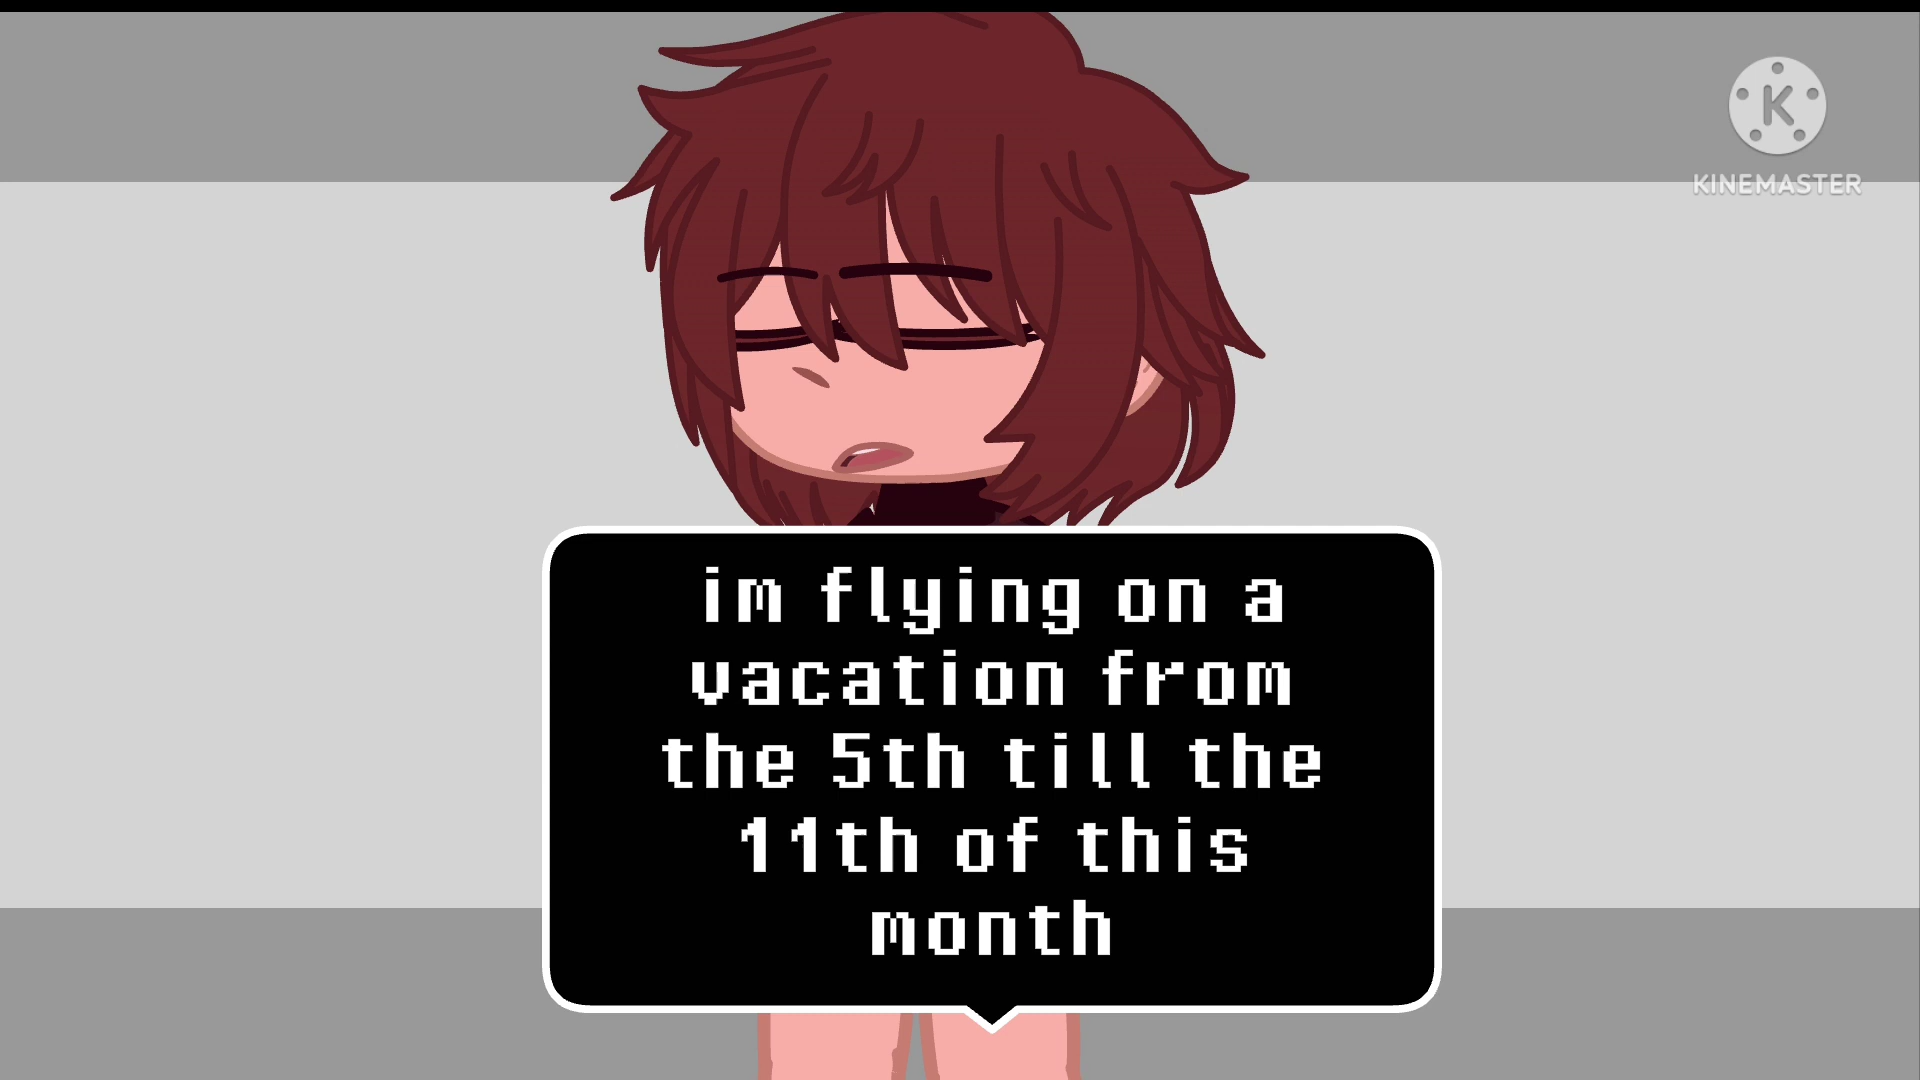 K
KINEMASTER
im flying on a
vacation from
the 5th till the
11th of this
month